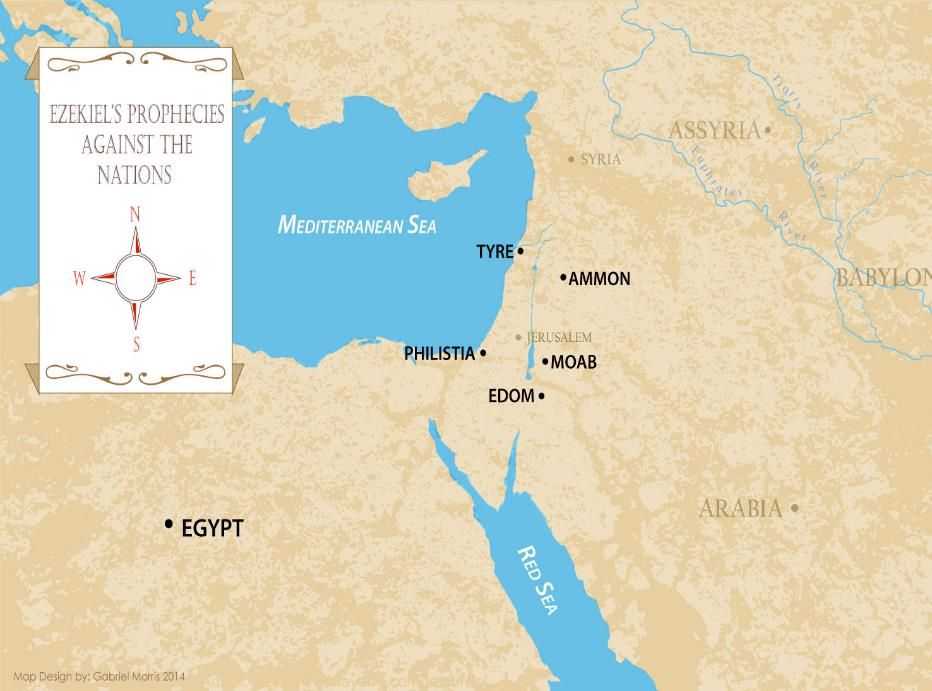 EZEKIEL'S PROPHECIES
AGAINST THE
NATIONS
N
W E
S
Tigris
River
ASSYRIA
SYRIA
Euphrates
River
MEDITERRANEAN SEA
TYRE
AMMON
BABYLON
JERUSALEM
PHILISTIA
MOAB
EDOM
ARABIA
EGYPT
RED SEA
Map Design by: Gabriel Morris 2014